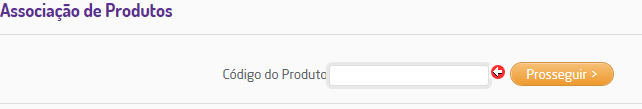 Associação de Produtos
Código do Produto
Prosseguir >